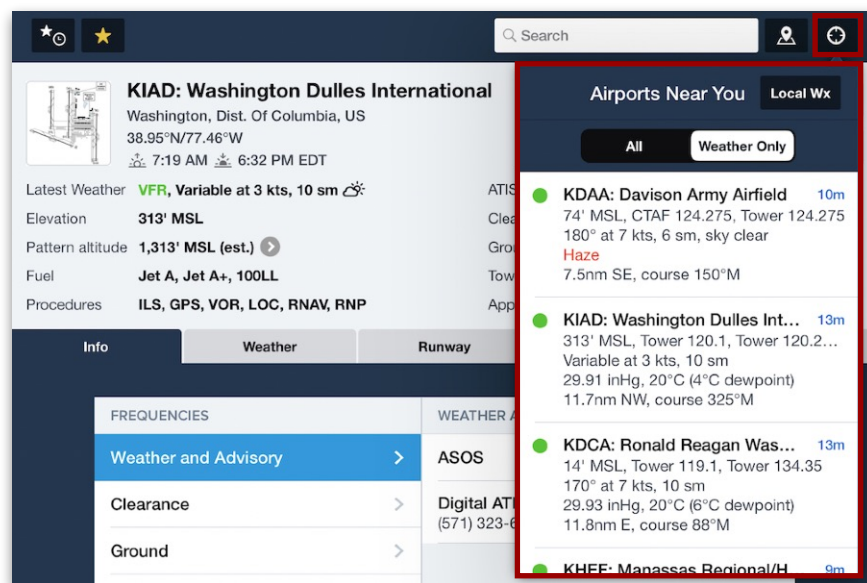 Search
KIAD: Washington Dulles International
Washington, Dist. Of Columbia, US
38.95°N/77.46°W
7:19 AM 6:32 PM EDT
Latest Weather VFR, Variable at 3 kts, 10 sm
Elevation 313' MSL
Pattern altitude 1,313' MSL (est.)
Fuel Jet A, Jet A+, 100LL
Procedures ILS, GPS, VOR, LOC, RNAV, RNP
ATIS
Clea
Grou
Tow
App
Info Weather Runway
FREQUENCIES
Weather and Advisory
Clearance
Ground
WEATHER A
ASOS
Digital ATI
(571) 323-6
Airports Near You Local Wx
All Weather Only
KDAA: Davison Army Airfield 10m
74' MSL, CTAF 124.275, Tower 124.275
180° at 7 kts, 6 sm, sky clear
Haze
7.5nm SE, course 150°M
KIAD: Washington Dulles Int... 13m
313' MSL, Tower 120.1, Tower 120.2...
Variable at 3 kts, 10 sm
29.91 inHg, 20°C (4°C dewpoint)
11.7nm NW, course 325°M
KDCA: Ronald Reagan Was... 13m
14' MSL, Tower 119.1, Tower 134.35
170° at 7 kts, 10 sm
29.93 inHg, 20°C (6°C dewpoint)
11.8nm E, course 88°M
KHEF: Manassas Regional/H... 9m